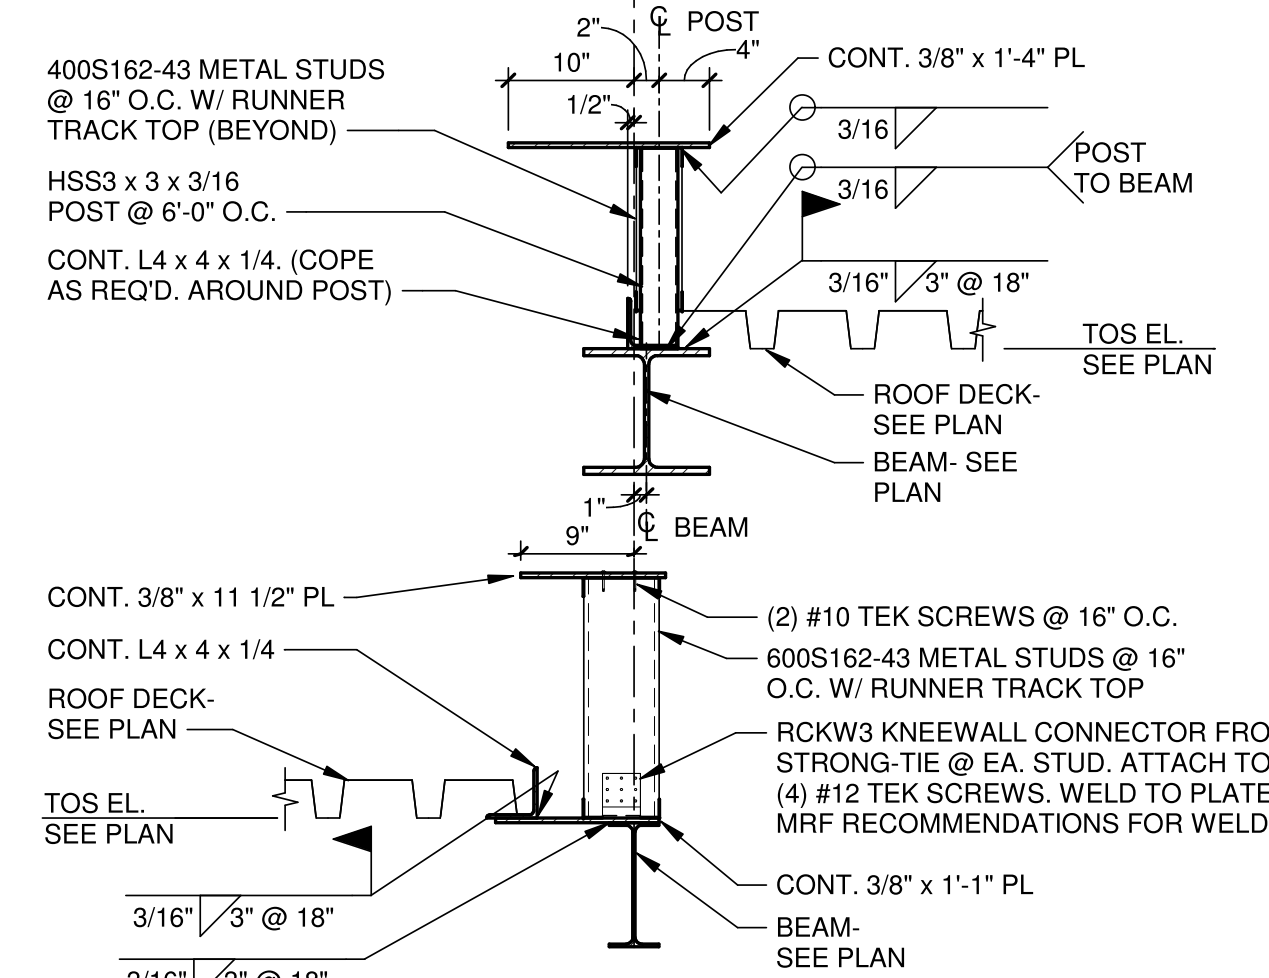 ℄ POST
2"
4"
10"
1/2"
CONT. 3/8" x 1'-4" PL
400S162-43 METAL STUDS
@ 16" O.C. W/ RUNNER
TRACK TOP (BEYOND)
3/16
POST
TO BEAM
3/16
HSS3 x 3 x 3/16
POST @ 6'-0" O.C.
CONT. L4 x 4 x 1/4. (COPE
AS REQ'D. AROUND POST)
3/16" 3" @ 18"
TOS EL.
SEE PLAN
ROOF DECK-
SEE PLAN
BEAM- SEE
PLAN
1"
℄ BEAM
9"
CONT. 3/8" x 11 1/2" PL
(2) #10 TEK SCREWS @ 16" O.C.
CONT. L4 x 4 x 1/4
600S162-43 METAL STUDS @ 16"
O.C. W/ RUNNER TRACK TOP
ROOF DECK-
SEE PLAN
RCKW3 KNEEWALL CONNECTOR FRO
STRONG-TIE @ EA. STUD. ATTACH TO
(4) #12 TEK SCREWS. WELD TO PLATE
MRF RECOMMENDATIONS FOR WELD
TOS EL.
SEE PLAN
CONT. 3/8" x 1'-1" PL
3/16" 3" @ 18"
BEAM-
SEE PLAN
@ 18"